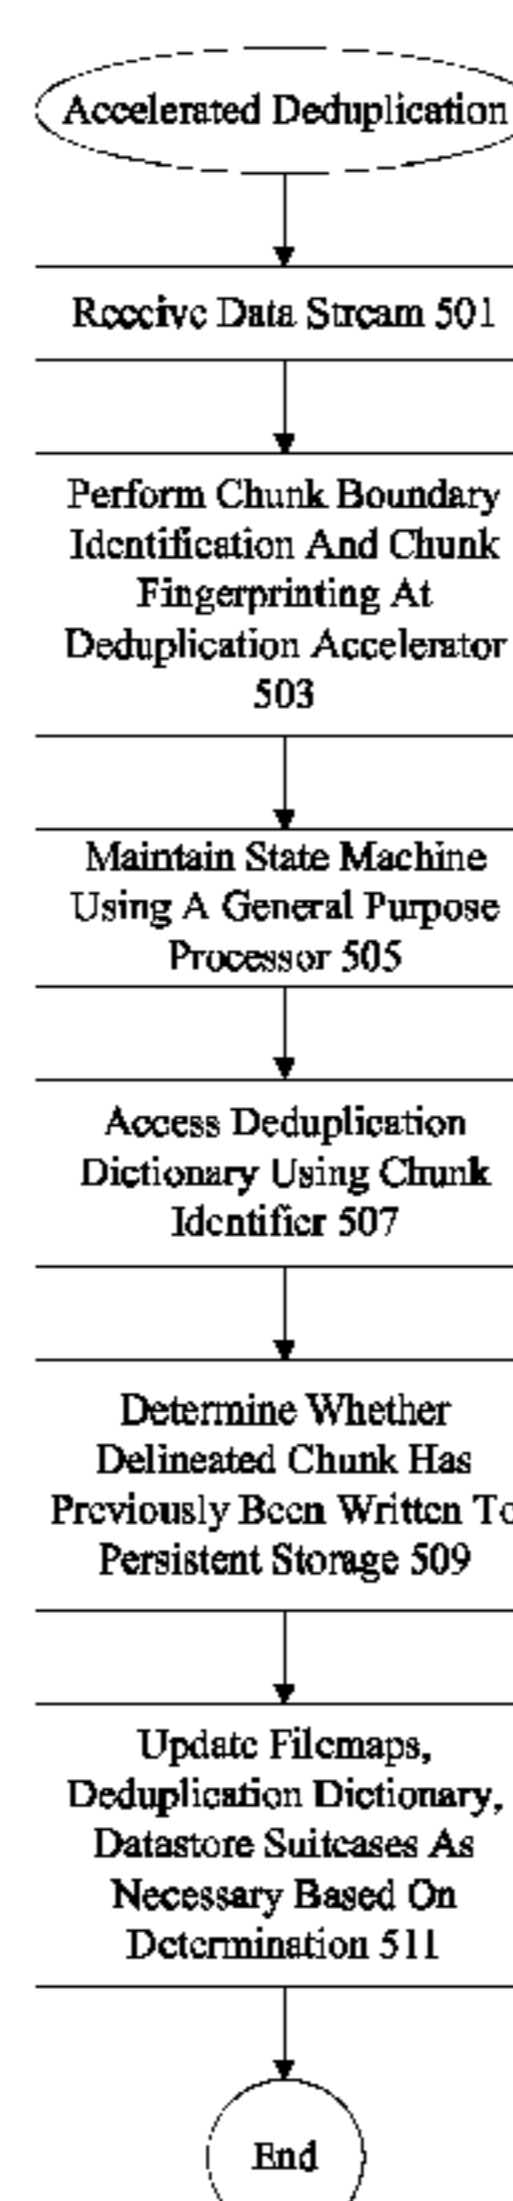 Accelerated Deduplication
Receive Data Stream 501
Perform Chunk Boundary
Identification And Chunk
Fingerprinting At
Deduplication Accelerator
503
Maintain State Machine
Using A General Purpose
Processor 505
Access Deduplication
Dictionary Using Chunk
Identifier 507
Determine Whether
Delineated Chunk Has
Previously Been Written To
Persistent Storage 509
Update Filemaps,
Deduplication Dictionary,
Datastore Suitcases As
Necessary Based On
Determination 511
End